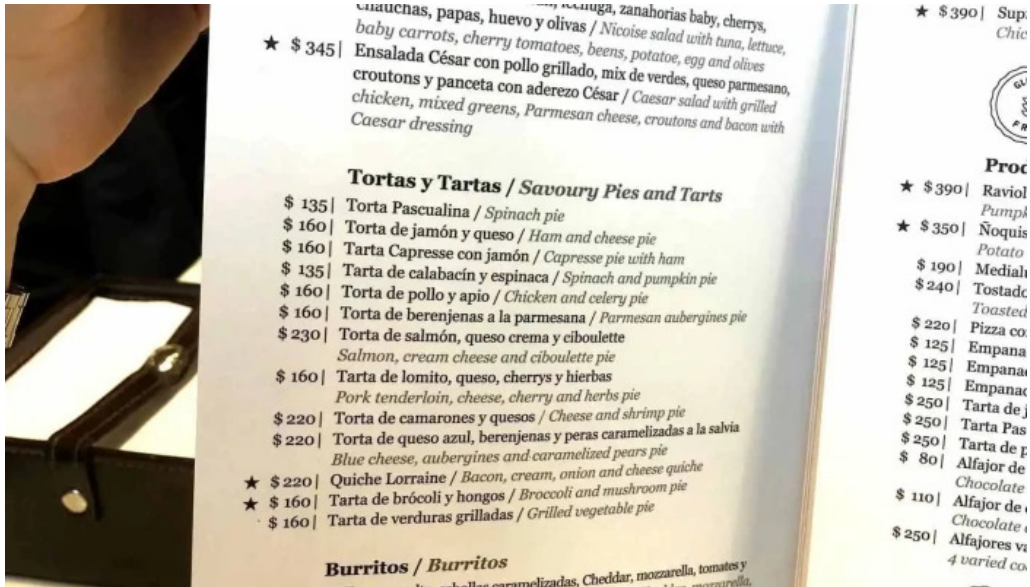 lechuga, zanahorias baby, cherrys,
chauchas, papas, huevo y olivas / Nicoise salad with tuna, lettuce,
baby carrots, cherry tomatoes, beens, potatoe, egg and olives
★ $ 345| Ensalada César con pollo grillado, mix de verdes, queso parmesano,
croutons y panceta con aderezo César / Caesar salad with grilled
chicken, mixed greens, Parmesan cheese, croutons and bacon with
Caesar dressing
Tortas y Tartas / Savoury Pies and Tarts
$ 135| Torta Pascualina / Spinach pie
$ 160| Torta de jamón y queso / Ham and cheese pie
$ 160| Tarta Capresse con jamón / Capresse pie with ham
$ 135| Tarta de calabacín y espinaca / Spinach and pumpkin pie
$ 160| Torta de pollo y apio / Chicken and celery pie
$ 160| Torta de berenjenas a la parmesana / Parmesan aubergines pie
$ 230| Torta de salmón, queso crema y ciboulette
Salmon, cream cheese and ciboulette pie
$ 160| Tarta de lomito, queso, cherrys y hierbas
Pork tenderloin, cheese, cherry and herbs pie
$ 220| Torta de camarones y quesos / Cheese and shrimp pie
$ 220| Torta de queso azul, berenjenas y peras caramelizadas a la salvia
Blue cheese, aubergines and caramelized pears pie
★ $ 220| Quiche Lorraine / Bacon, cream, onion and cheese quiche
★ $ 160| Tarta de brócoli y hongos / Broccoli and mushroom pie
$ 160| Tarta de verduras grilladas / Grilled vegetable pie
Burritos / Burritos
caramelizadas, Cheddar, mozzarella, tomates y
★ $ 390| Sup
Chic
Prod
★ $ 390| Raviol
Pumpk
★ $ 350| Ñoquis
Potato
$ 190| Medial
$ 240| Tostado
Toasted
$ 220| Pizza co
$ 125| Empana
$ 125| Empana
$ 125| Empana
$ 250| Tarta de j
$ 250| Tarta Pas
$ 250| Tarta de p
$ 80| Alfajor de
Chocolate
$ 110| Alfajor de
Chocolate
$ 250| Alfajores va
4 varied co